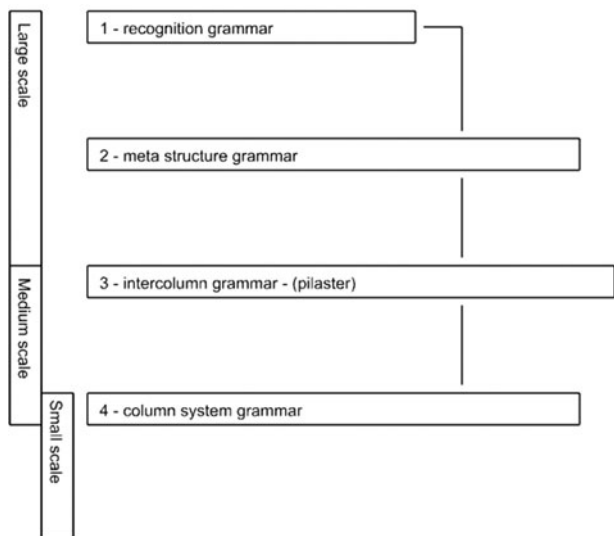 Large scale
1 - recognition grammar
2 - meta structure grammar
Medium scale
3 - intercolumn grammar - (pilaster)
Small scale
4 - column system grammar